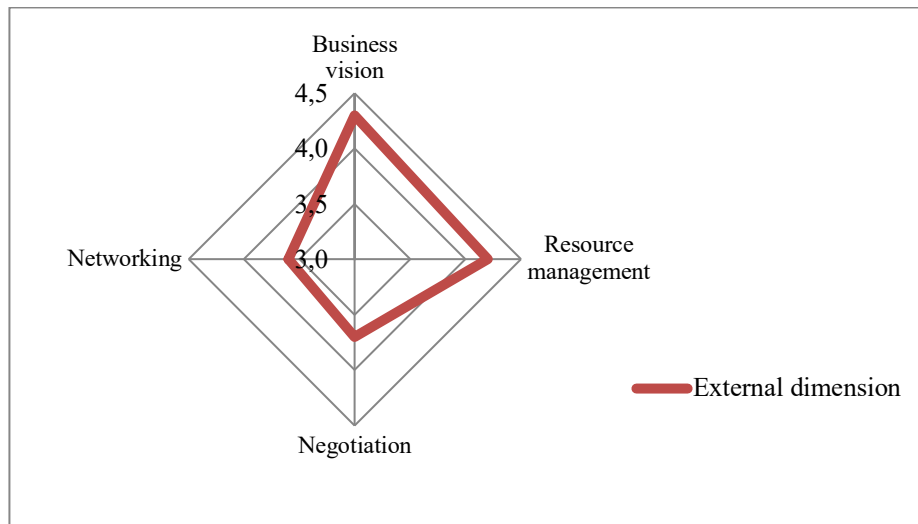 Business
vision
4,5
4,0
3,5
Networking
3,0
Resource
management
External dimension
Negotiation